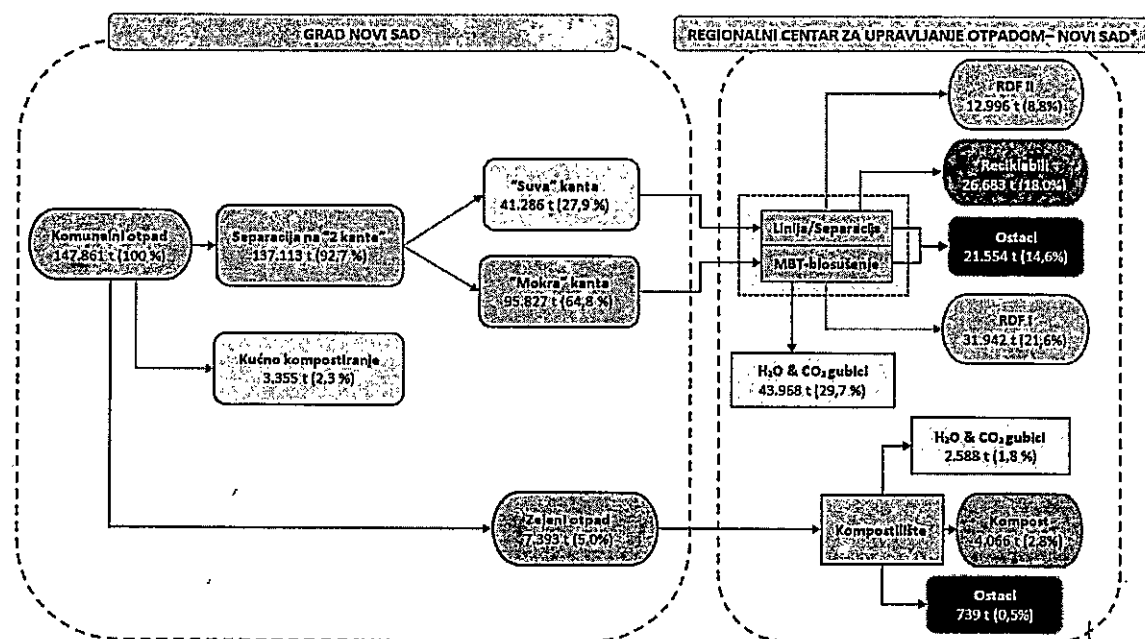 GRAD NOVI SAD
REGIONALNI CENTAR ZA UPRAVLJANJE OTPADOM– NOVI SAD*
RDF II
12.996 t (8,8%)
"Suva" kanta
41.286 t (27,9 %)
Reciklabili
26.683 t (18.0%)
Komunalni otpad
147.861 t (100 %)
Separacija na "2 kante"
137.113 t (92,7 %)
Linija/Separacija
MBT-biosušenje
Ostaci
21.554 t (14,6%)
"Mokra" kanta
95.827 t (64,8 %)
RDF I
31.942 t (21,6%)
Kućno kompostiranje
3.355 t (2,3 %)
H₂O & CO₂ gubici
43.968 t (29,7 %)
H₂O & CO₂ gubici
2.588 t (1,8 %)
Zeleni otpad
7.393 t (5.0%)
Kompostilište
Kompost
4.066 t (2.8%)
Ostaci
739 t (0,5%)